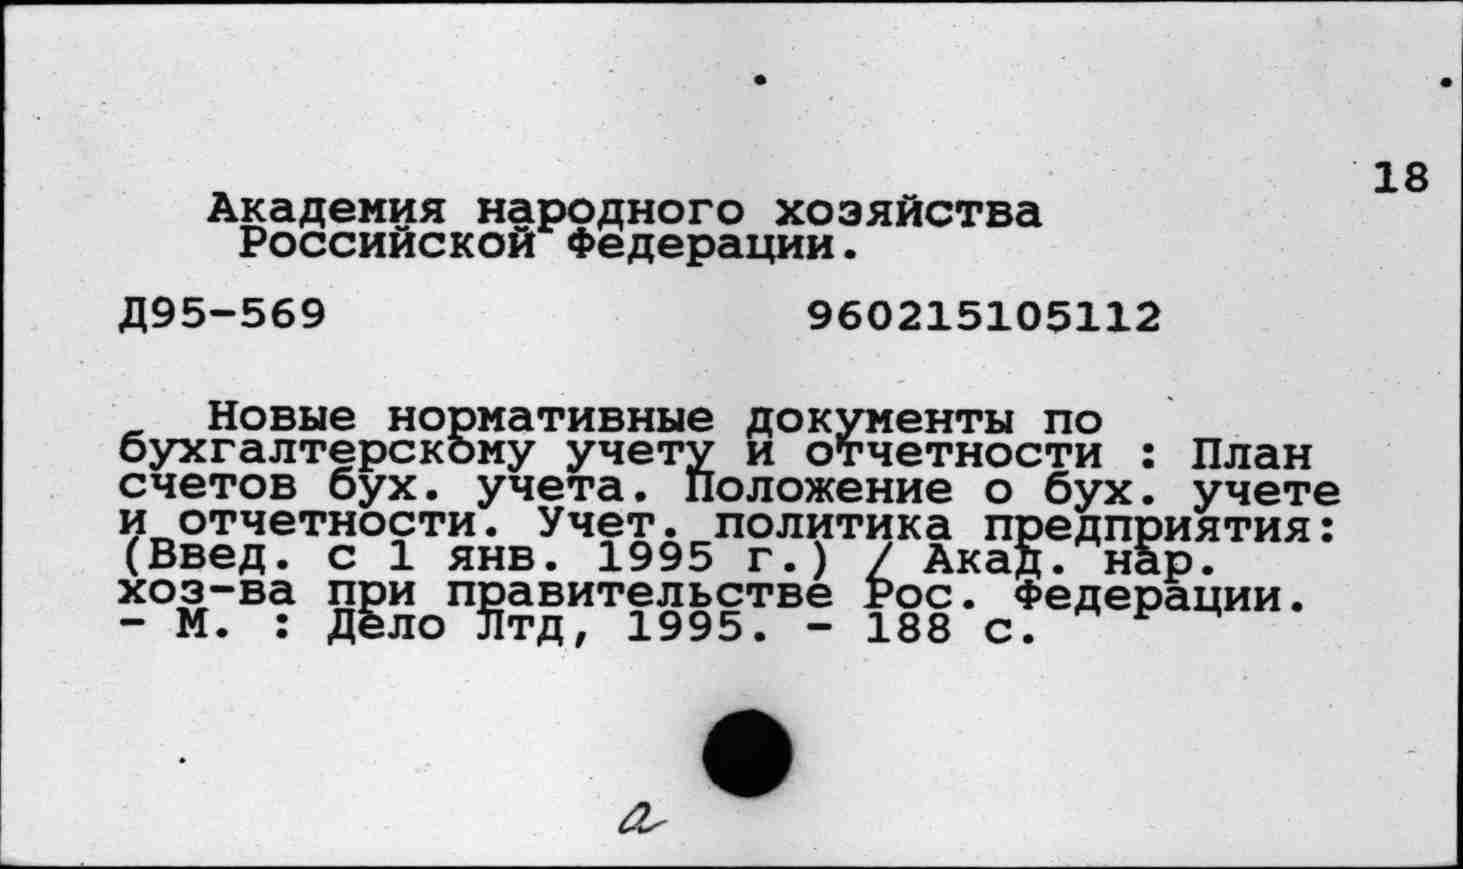 18
Академия народного хозяйства
Российской Федерации.
Д95-569 960215105112
Новые нормативные документы по
бухгалтерскому учету и отчетности : План
счетов бух. учета. Положение о бух. учете
и отчетности. Учет. политика предприятия:
(Введ. с 1 янв. 1995 г.) / Акад. нар.
хоз-ва при правительстве Рос. Федерации.
- М. : Дело Лтд, 1995. - 188 с.
а